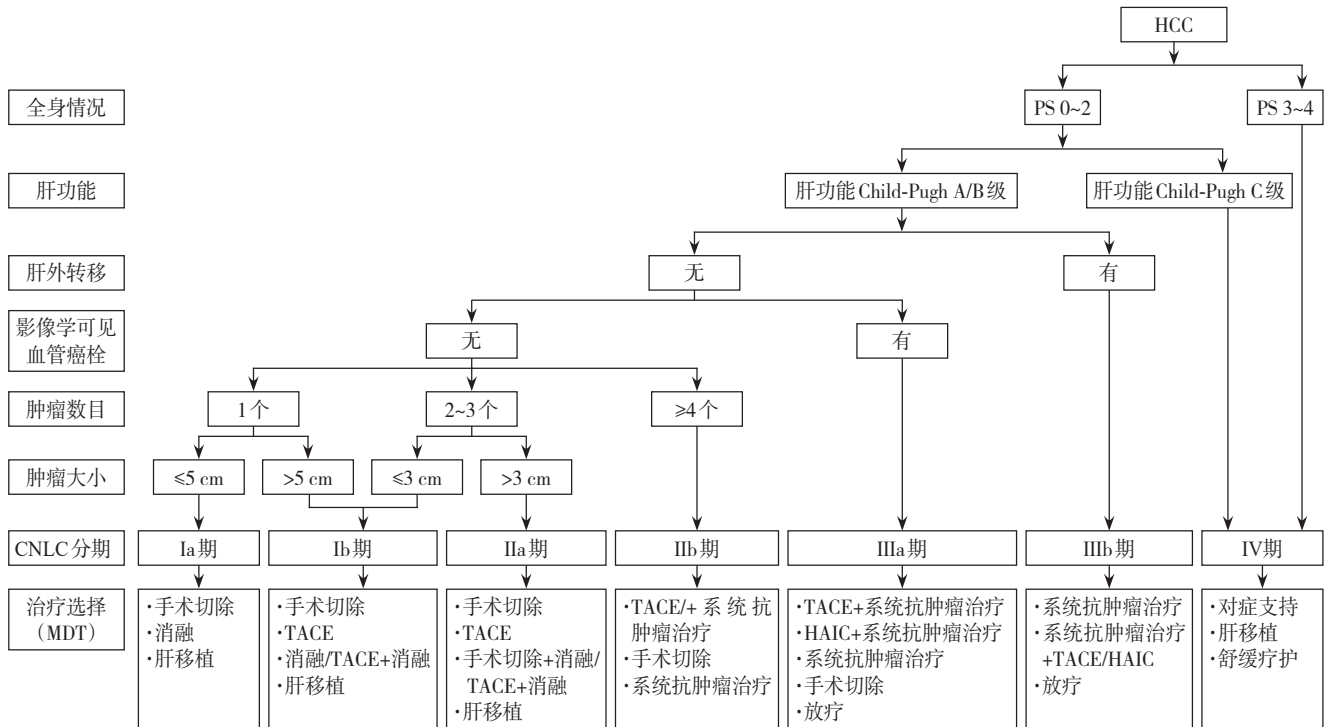 HCC
全身情况
PS 0~2
PS 3~4
肝功能
肝功能Child-Pugh A/B级
肝功能Child-Pugh C级
肝外转移
无
有
影像学可见
血管癌栓
无
有
肿瘤数目
1个
2~3个
≥4个
肿瘤大小
≤5 cm
>5 cm
≤3 cm
>3 cm
CNLC分期
Ia期
Ib期
IIa期
IIb期
IIIa期
IIIb期
IV期
治疗选择
（MDT）
·手术切除
·消融
·肝移植
·手术切除
·TACE
·消融/TACE+消融
·肝移植
·手术切除
·TACE
·手术切除+消融/
TACE+消融
·肝移植
·TACE/+系统抗
肿瘤治疗
·手术切除
·系统抗肿瘤治疗
·TACE+系统抗肿瘤治疗
·HAIC+系统抗肿瘤治疗
·系统抗肿瘤治疗
·手术切除
·放疗
·系统抗肿瘤治疗
·系统抗肿瘤治疗
+TACE/HAIC
·放疗
·对症支持
·肝移植
·舒缓疗护